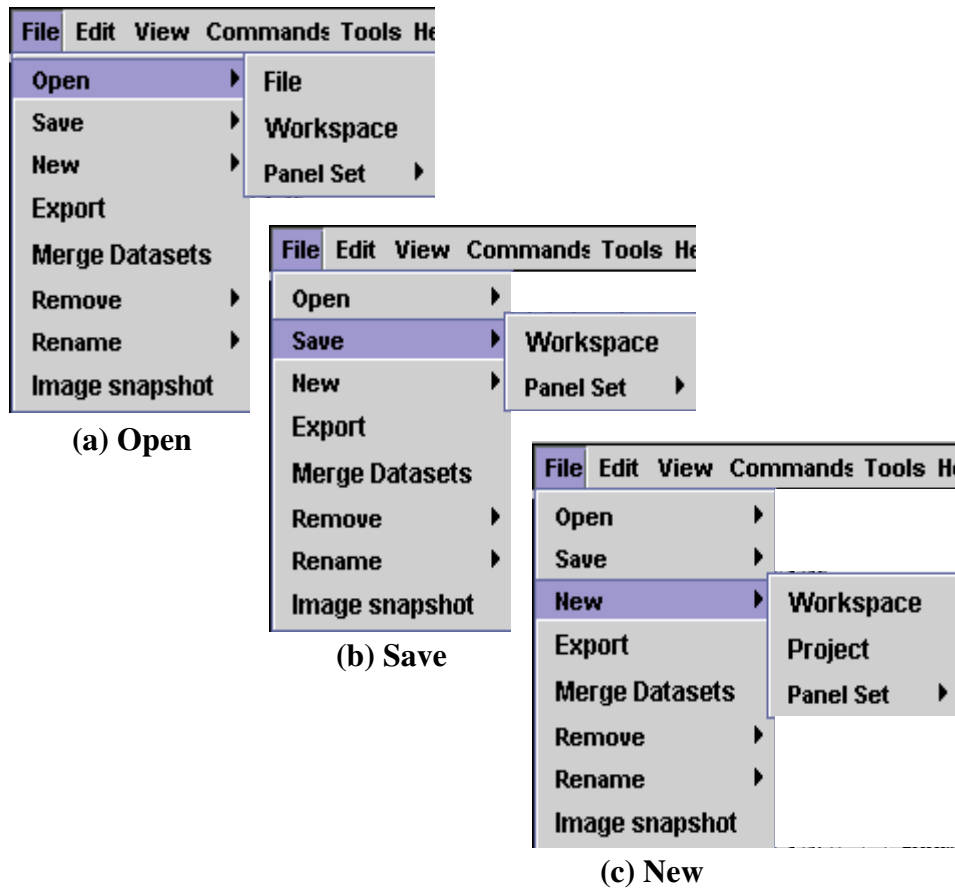 File Edit View Commands Tools He
Open File
Save Workspace
New Panel Set
Export
Merge Datasets
Remove
Rename
Image snapshot
(a) Open
File Edit View Commands Tools He
Open
Save Workspace
New Panel Set
Export
Merge Datasets
Remove
Rename
Image snapshot
(b) Save
File Edit View Commands Tools H
Open
Save
New Workspace
Export Project
Merge Datasets Panel Set
Remove
Rename
Image snapshot
(c) New